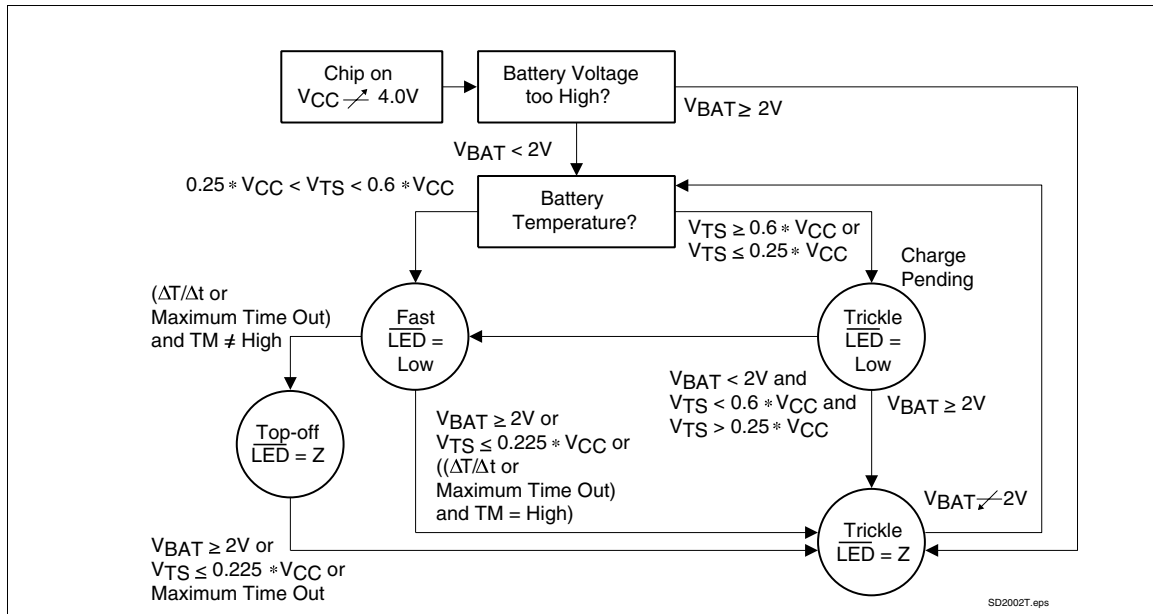 Chip on
VCC 4.0V
Battery Voltage
too High?
VBAT ≥ 2V
VBAT < 2V
0.25 * VCC < VTS < 0.6 * VCC
Battery
Temperature?
VTS ≥ 0.6 * VCC or
VTS ≤ 0.25 * VCC
Charge
Pending
(ΔT/Δt or
Maximum Time Out)
and TM ≠ High
Fast
LED =
Low
Trickle
LED =
Low
VBAT < 2V and
VTS < 0.6 * VCC and
VTS > 0.25 * VCC
VBAT ≥ 2V
Top-off
LED = Z
VBAT ≥ 2V or
VTS ≤ 0.225 * VCC or
((ΔT/Δt or
Maximum Time Out)
and TM = High)
VBAT 2V
Trickle
LED = Z
VBAT ≥ 2V or
VTS ≤ 0.225 * VCC or
Maximum Time Out
SD2002T.eps